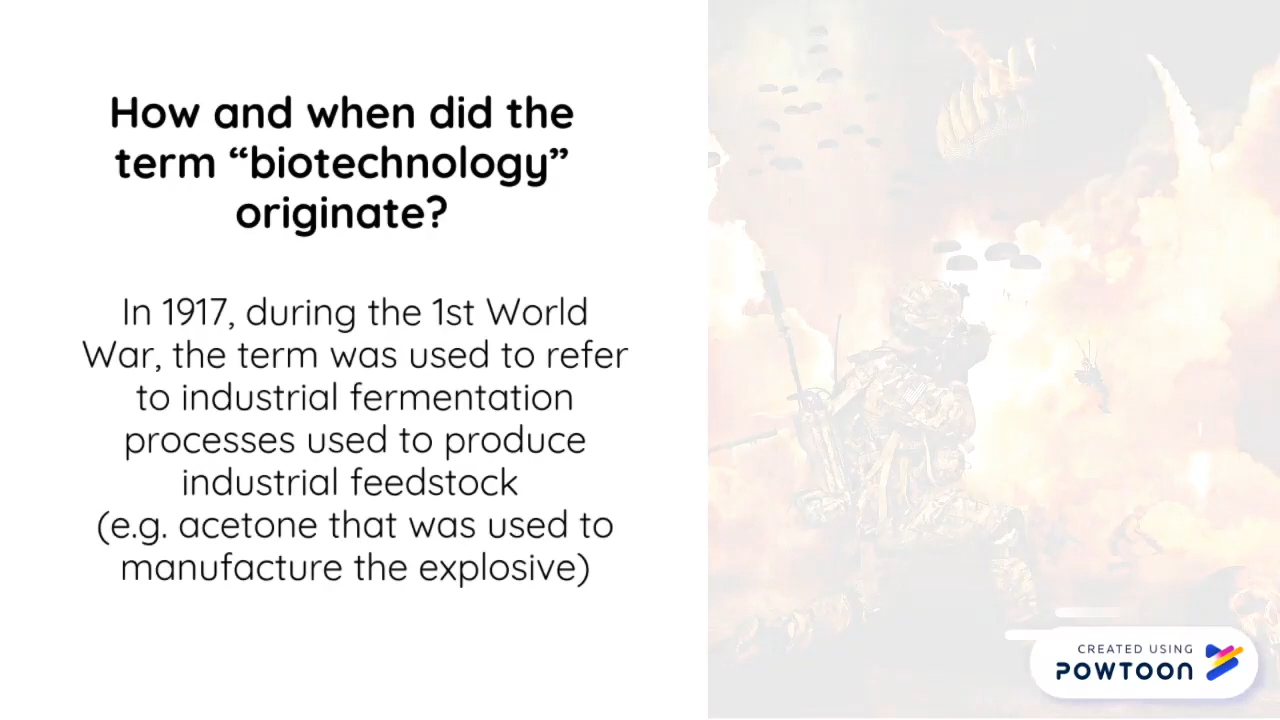 How and when did the
term “biotechnology”
originate?
In 1917, during the 1st World
War, the term was used to refer
to industrial fermentation
processes used to produce
industrial feedstock
(e.g. acetone that was used to
manufacture the explosive)
CREATED USING
POWTOON